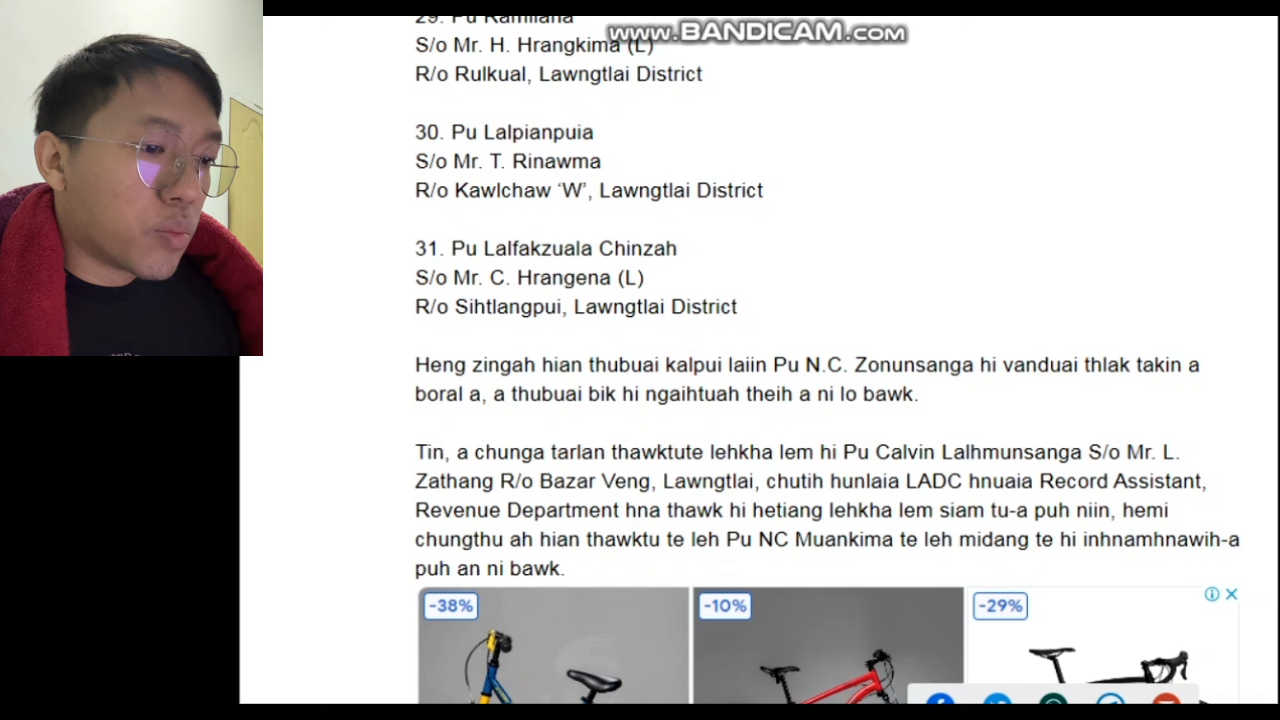 29. Pu Ramliana
www.BANDICAM.com
S/o Mr. H. Hrangkima (L)
R/o Rulkual, Lawngtlai District
30. Pu Lalpianpuia
S/o Mr. T. Rinawma
R/o Kawlchaw ‘W’, Lawngtlai District
31. Pu Lalfakzuala Chinzah
S/o Mr. C. Hrangena (L)
R/o Sihtlangpui, Lawngtlai District
Heng zingah hian thubuai kalpui laiin Pu N.C. Zonunsanga hi vanduai thlak takin a
boral a, a thubuai bik hi ngaihtuah theih a ni lo bawk.
Tin, a chunga tarlan thawktute lehkha lem hi Pu Calvin Lalhmunsanga S/o Mr. L.
Zathang R/o Bazar Veng, Lawngtlai, chutih hunlaia LADC hnuaia Record Assistant,
Revenue Department hna thawk hi hetiang lehkha lem siam tu-a puh niin, hemi
chungthu ah hian thawktu te leh Pu NC Muankima te leh midang te hi inhnamhnawih-a
puh an ni bawk.
-38%
-10%
-29%